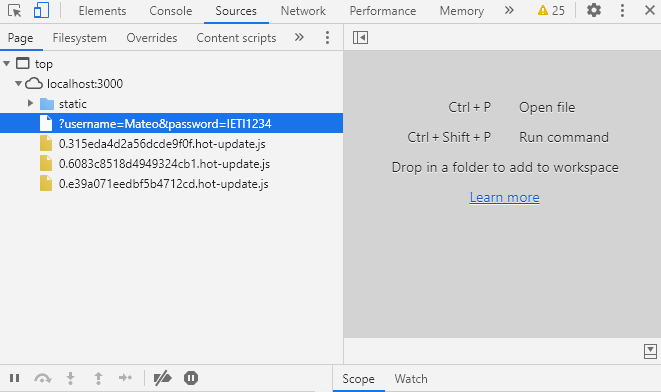 Elements Console Sources Network Performance Memory » 25
Page Filesystem Overrides Content scripts »
top
localhost:3000
static
?username=Mateo&password=IETI1234
0.315eda4d2a56dcde9f0f.hot-update.js
0.6083c8518d4949324cb1.hot-update.js
0.e39a071eedbf5b4712cd.hot-update.js
Ctrl + P Open file
Ctrl + Shift + P Run command
Drop in a folder to add to workspace
Learn more
Scope Watch